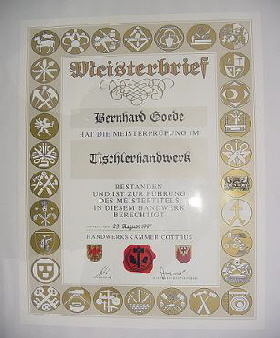 Meisterbrief
Bernhard Goede
HAT DIE MEISTERPRÜFUNG IM
Tischlerhandwerk
BESTANDEN
UND IST ZUR FÜHRUNG
DES MEISTERTITELS
IN DIESEM HANDWERK
BERECHTIGT
August
HANDWERKSKAMMER COTTBUS